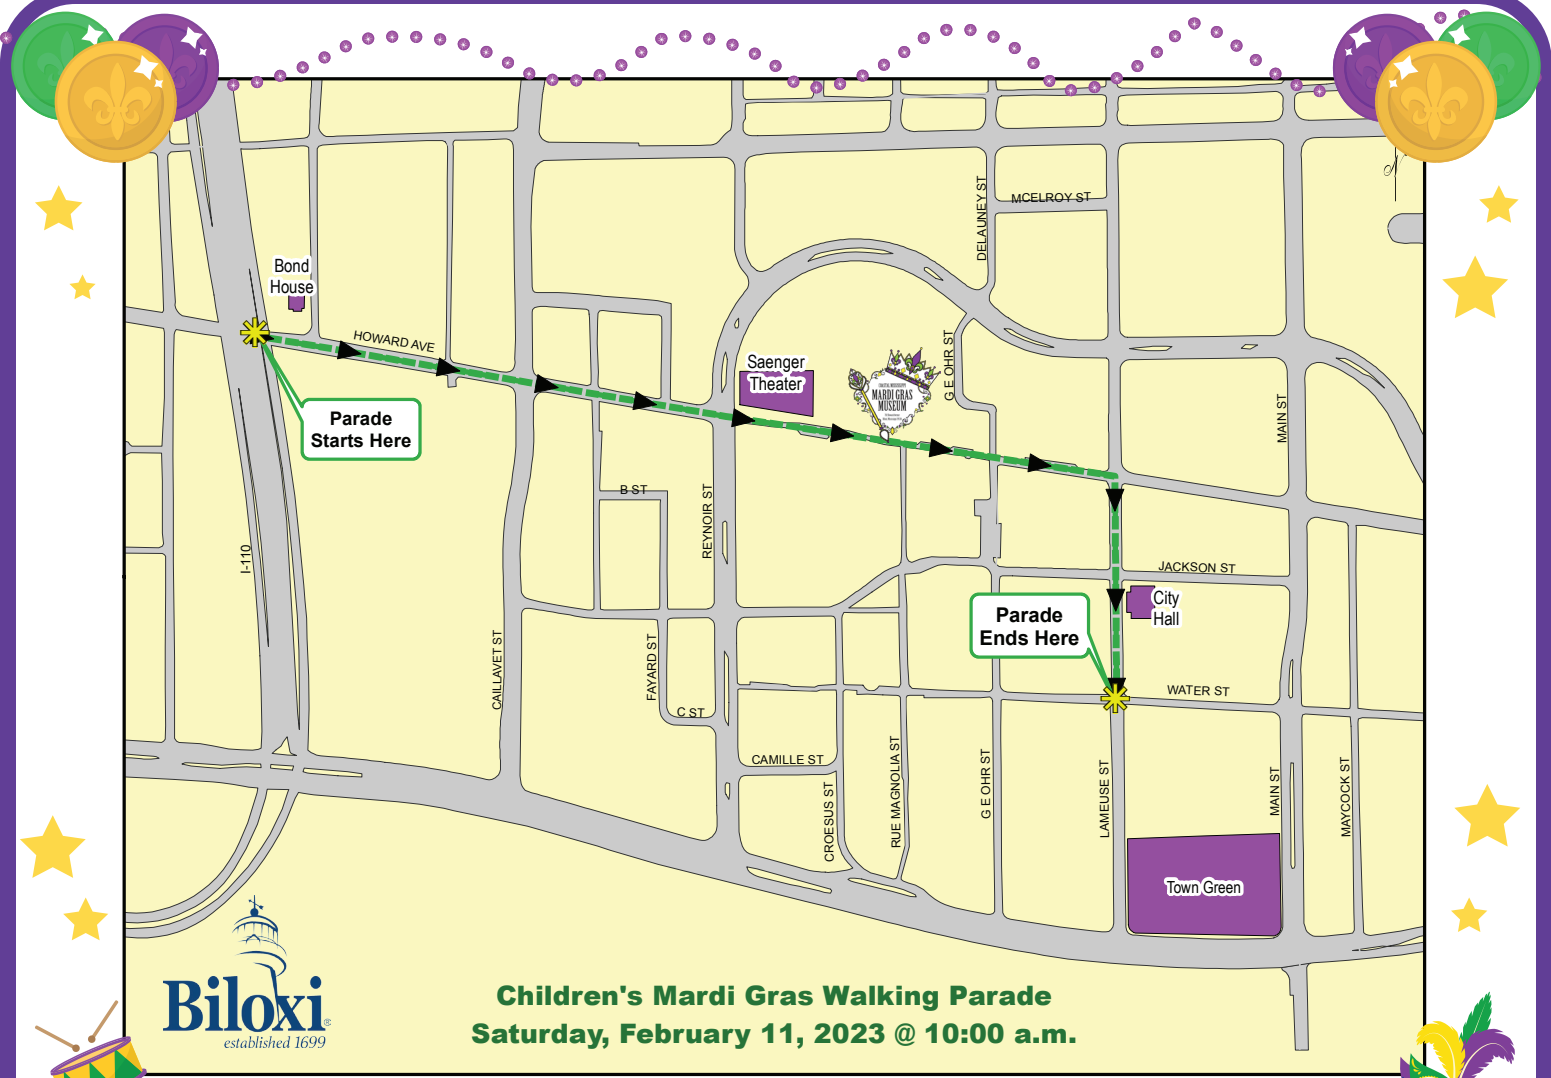 DELAUNEY ST
MCELROY ST
Bond
House
HOWARD AVE
Saenger
Theater
COASTAL MISSISSIPPI
MARDI GRAS
MUSEUM
G E OHR ST
MAIN ST
Parade
Starts Here
B ST
REYNOIR ST
I-110
JACKSON ST
City
Hall
Parade
Ends Here
CAILLAVET ST
FAYARD ST
C ST
WATER ST
CAMILLE ST
CROESUS ST
RUE MAGNOLIA ST
G E OHR ST
LAMEUSE ST
MAIN ST
MAYCOCK ST
Town Green
Biloxi®
established 1699
Children's Mardi Gras Walking Parade
Saturday, February 11, 2023 @ 10:00 a.m.